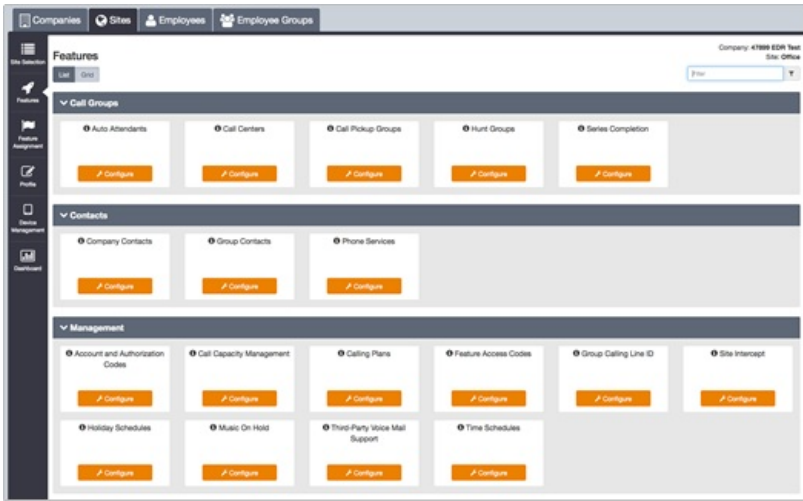 Companies Sites Employees Employee Groups
Site Selection
Features
Feature Assignment
Profile
Device Management
Dashboard
Features
Company: 47899 EDR Test
Site: Office
List Grid
Filter
Call Groups
Auto Attendants Call Centers Call Pickup Groups Hunt Groups Series Completion
Configure Configure Configure Configure Configure
Contacts
Company Contacts Group Contacts Phone Services
Configure Configure Configure
Management
Account and Authorization Codes Call Capacity Management Calling Plans Feature Access Codes Group Calling Line ID Site Intercept
Configure Configure Configure Configure Configure Configure
Holiday Schedules Music On Hold Third-Party Voice Mail Support Time Schedules
Configure Configure Configure Configure